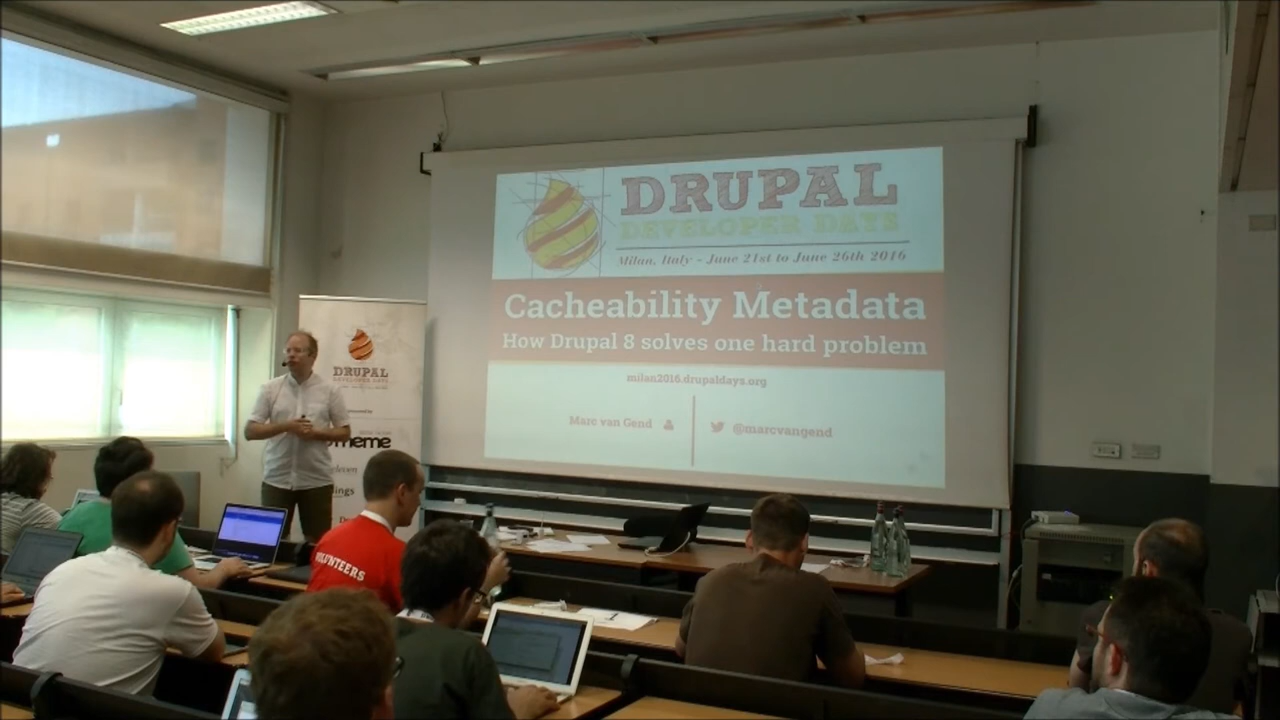 DRUPAL
DEVELOPER DAYS
Milan, Italy - June 21st to June 26th 2016
Cacheability Metadata
How Drupal 8 solves one hard problem
milan2016.drupaldays.org
Marc van Gend
@marcvangend
DRUPAL
DEVELOPER DAYS
VOLUNTEERS